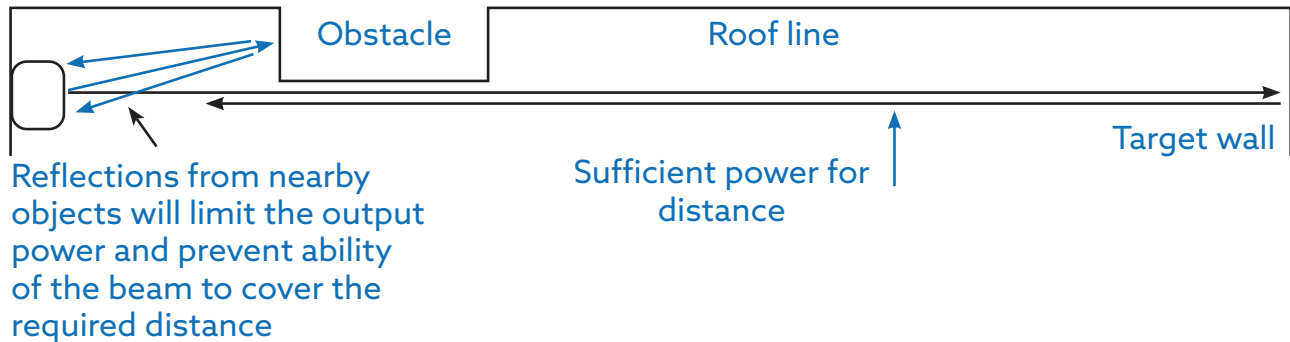 Obstacle
Roof line
Target wall
Sufficient power for
distance
Reflections from nearby
objects will limit the output
power and prevent ability
of the beam to cover the
required distance